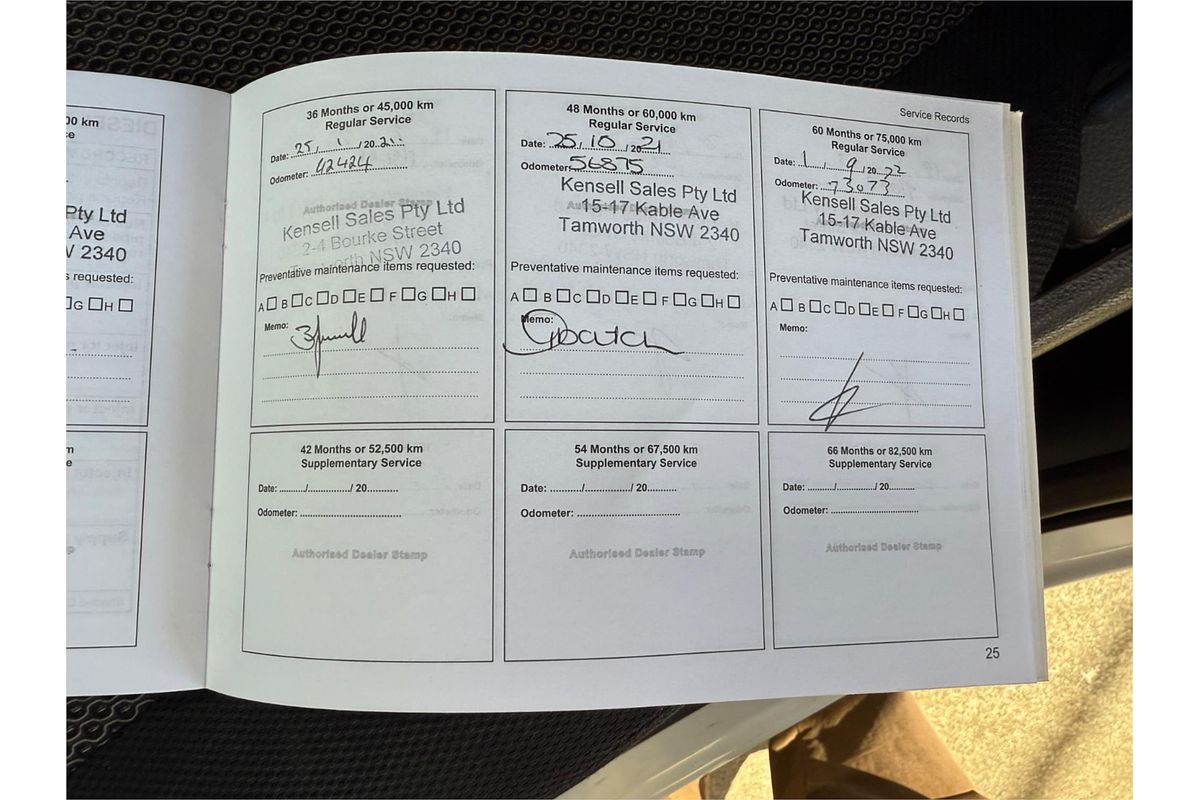 Service Records
00 km
ce
Pty Ltd
Ave
V 2340
s requested:
G H
36 Months or 45,000 km
Regular Service
Date: 25 / 1 / 20 21
Odometer: 42424
Authorised Dealer Stamp
Kensell Sales Pty Ltd
2-4 Bourke Street
orth NSW 2340
Preventative maintenance items requested:
A B C D E F G H
Memo:
48 Months or 60,000 km
Regular Service
Date: 25 / 10 / 20 21
Odometer: 56875
Kensell Sales Pty Ltd
15-17 Kable Ave
Tamworth NSW 2340
Preventative maintenance items requested:
A B C D E F G H
Memo:
60 Months or 75,000 km
Regular Service
Date: 1 / 9 / 20 22
Odometer: 73073
Kensell Sales Pty Ltd
15-17 Kable Ave
Tamworth NSW 2340
Preventative maintenance items requested:
A B C D E F G H
Memo:
42 Months or 52,500 km
Supplementary Service
Date: ........../................/ 20...........
Odometer: ....................................
Authorised Dealer Stamp
54 Months or 67,500 km
Supplementary Service
Date: ........../................/ 20...........
Odometer: ....................................
Authorised Dealer Stamp
66 Months or 82,500 km
Supplementary Service
Date: ........../................/ 20...........
Odometer: ....................................
Authorised Dealer Stamp
25